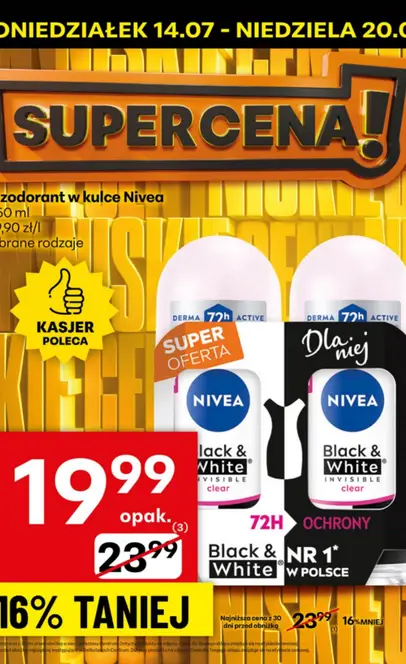 ONIEDZIAŁEK 14.07 - NIEDZIELA 20.0
SUPERCENA!
zodorant w kulce Nivea
50 ml
,90 zł/l
brane rodzaje
KASJER
POLECA
DERMA 72h ACTIVE
DERMA 72h ACTIVE
SUPER
OFERTA
Dla niej
NIVEA
NIVEA
lack &
White
INVISIBLE
clear
Black &
White
INVISIBLE
clear
19 99
opak.
(3)
23 99
72H OCHRONY
Black &
White
NR 1*
W POLSCE
16% TANIEJ
Najniższa cena z 30
dni przed obniżką
23 99
16% MNIEJ